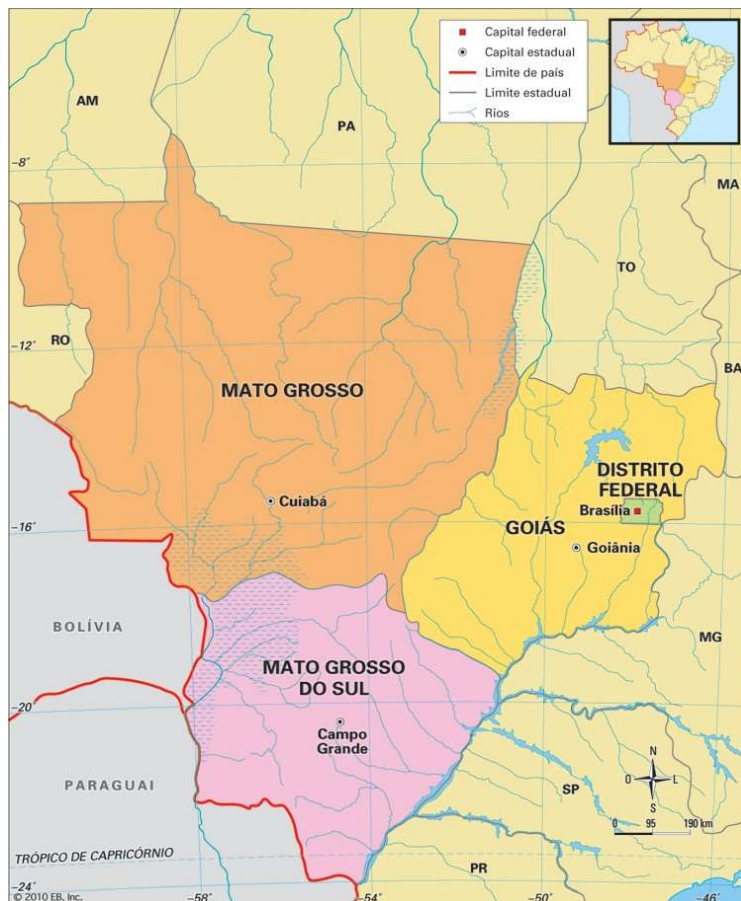 Capital federal
Capital estadual
Limite de país
Limite estadual
Rios
AM
PA
-8°
MA
TO
RO
-12°
BA
MATO GROSSO
DISTRITO
FEDERAL
Cuiabá
Brasília
-16°
GOIÁS
Goiânia
BOLÍVIA
MG
MATO GROSSO
DO SUL
-20°
Campo
Grande
PARAGUAI
N
O
L
S
SP
0 95 190 km
TRÓPICO DE CAPRICÓRNIO
PR
-24°
-58°
-54°
-50°
-46°
© 2010 EB, Inc.